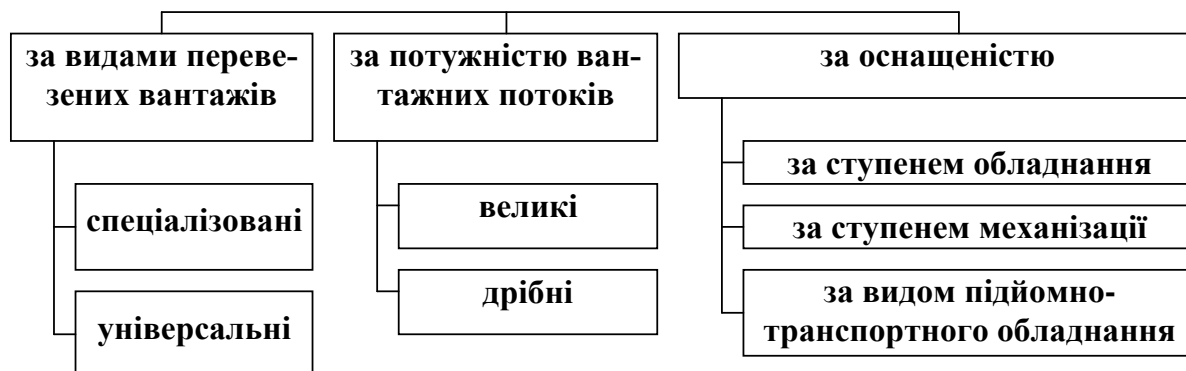 за видами переве-
зених вантажів
за потужністю ван-
тажних потоків
за оснащеністю
спеціалізовані
універсальні
великі
дрібні
за ступенем обладнання
за ступенем механізації
за видом підйомно-
транспортного обладнання